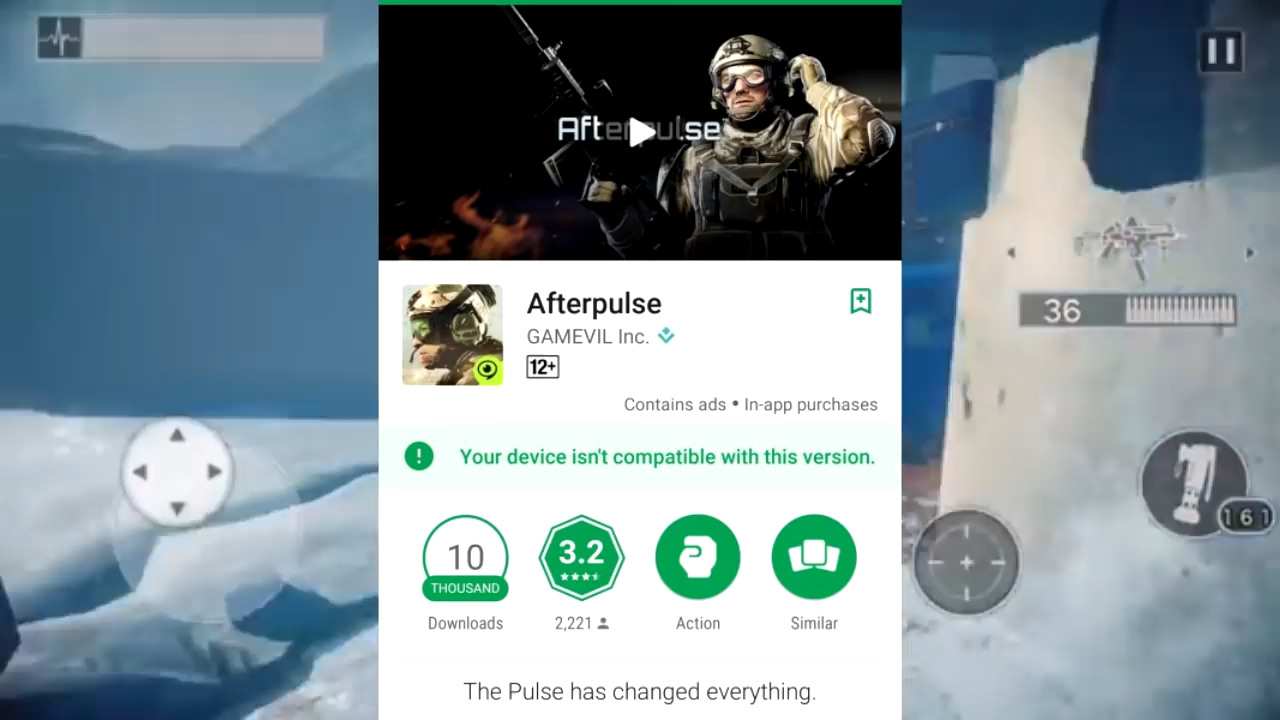 Afterpulse
Afterpulse
GAMEVIL Inc.
12+
Contains ads • In-app purchases
36
! Your device isn't compatible with this version.
161
10
THOUSAND
3.2
Downloads
2,221
Action
Similar
The Pulse has changed everything.